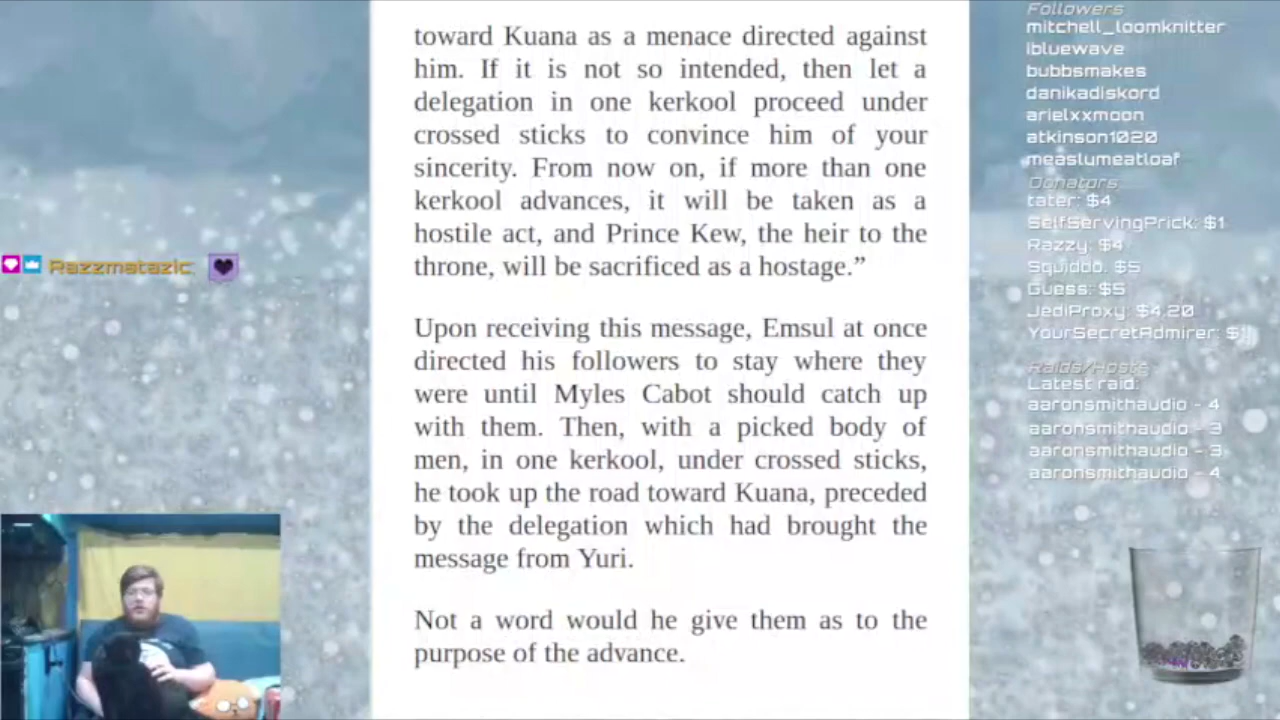 toward Kuana as a menace directed against
him. If it is not so intended, then let a
delegation in one kerkool proceed under
crossed sticks to convince him of your
sincerity. From now on, if more than one
kerkool advances, it will be taken as a
hostile act, and Prince Kew, the heir to the
throne, will be sacrificed as a hostage.”
Upon receiving this message, Emsul at once
directed his followers to stay where they
were until Myles Cabot should catch up
with them. Then, with a picked body of
men, in one kerkool, under crossed sticks,
he took up the road toward Kuana, preceded
by the delegation which had brought the
message from Yuri.
Not a word would he give them as to the
purpose of the advance.
Razzmatazic
Followers
mitchell_loomknitter
lbluewave
bubbsmakes
danikadiskord
arielxxmoon
atkinson1020
measlymeatloaf
Donators
tater: $4
SelfServingPrick: $1
Razzy: $4
Squiddo: $5
Guess: $5
JediProxy: $4.20
YourSecretAdmirer: $1
Raids/Hosts
Latest raid:
aaronsmithaudio - 4
aaronsmithaudio - 3
aaronsmithaudio - 3
aaronsmithaudio - 4